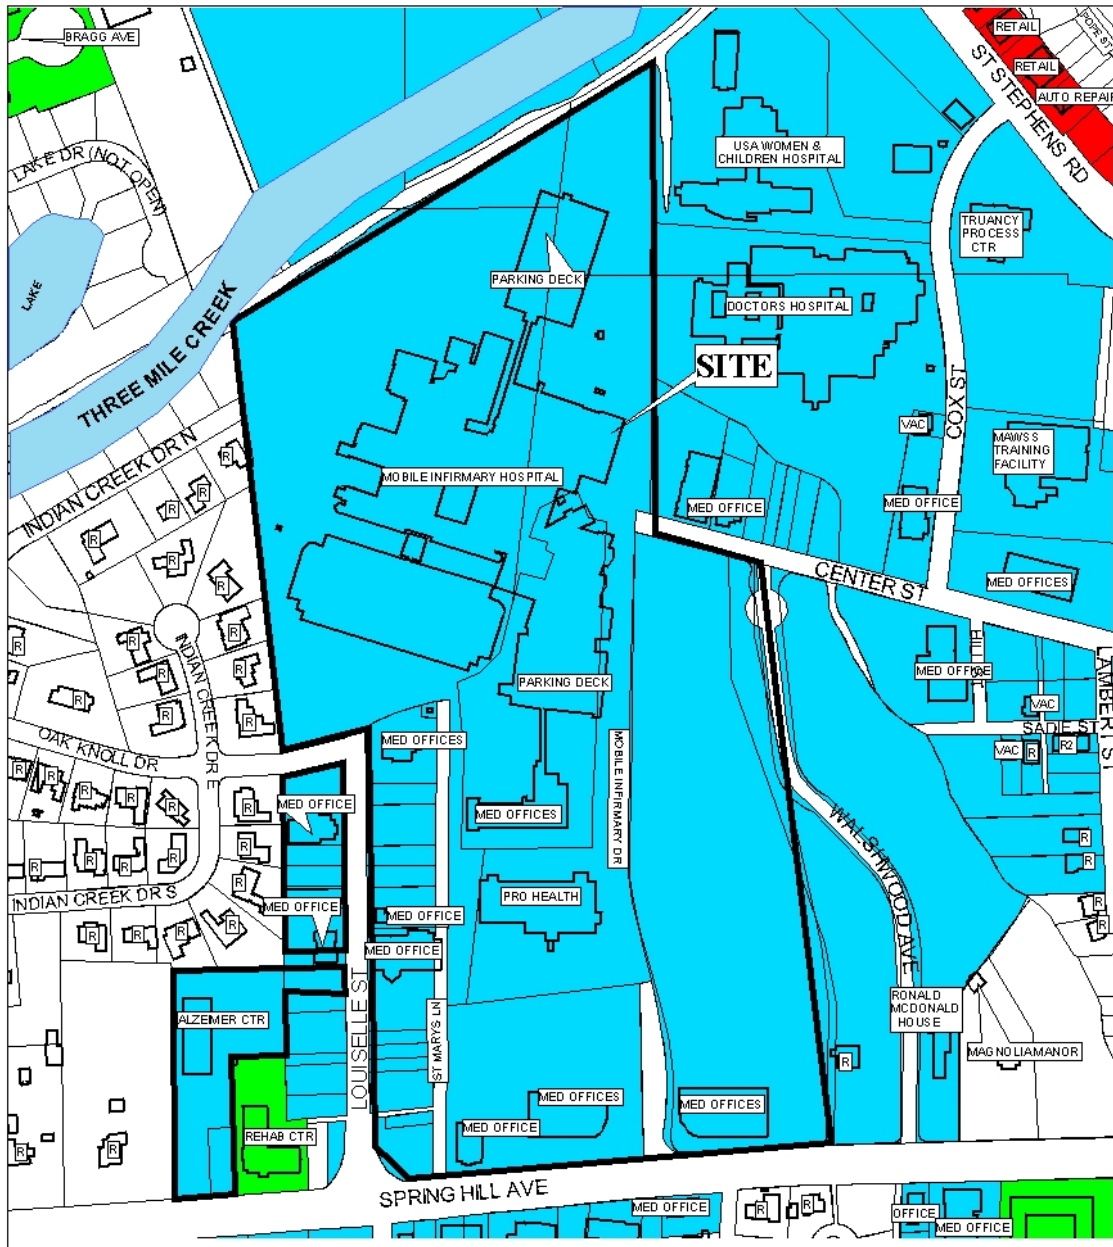 BRAGG AVE
RETAIL
POPE ST
RETAIL
AUTO REPAIR
ST STEPHENS RD
USA WOMEN &
CHILDREN HOSPITAL
LAKE DR (NOT OPEN)
TRUANCY
PROCESS
CTR
PARKING DECK
LAKE
DOCTORS HOSPITAL
THREE MILE CREEK
SITE
COX ST
VAC
MAWSS
TRAINING
FACILITY
INDIAN CREEK DR N
R
MOBILE INFIRMARY HOSPITAL
R
R
MED OFFICE
MED OFFICE
R
R
R
CENTER ST
MED OFFICES
INDIAN CREEK DR E
R
R
R
R
HILL ST
LAMBERT ST
MED OFFICE
R
R
PARKING DECK
R
R
VAC
SADIE ST
OAK KNOLL DR
MED OFFICES
MOBILE INFIRMARY DR
VAC
R
R2
R
R
R
R
R
R
MED OFFICE
MED OFFICES
WALSHWOOD AVE
R
R
R
R
R
R
R
R
INDIAN CREEK DR S
MED OFFICE
PRO HEALTH
R
MED OFFICE
R
R
R
R
R
MED OFFICE
LOUISELLE ST
ST MARYS LN
ALZEIMER CTR
RONALD
MCDONALD
HOUSE
MAGNOLIA MANOR
R
MED OFFICES
MED OFFICES
MED OFFICE
REHAB CTR
R
R
SPRING HILL AVE
MED OFFICE
R
R
OFFICE
MED OFFICE